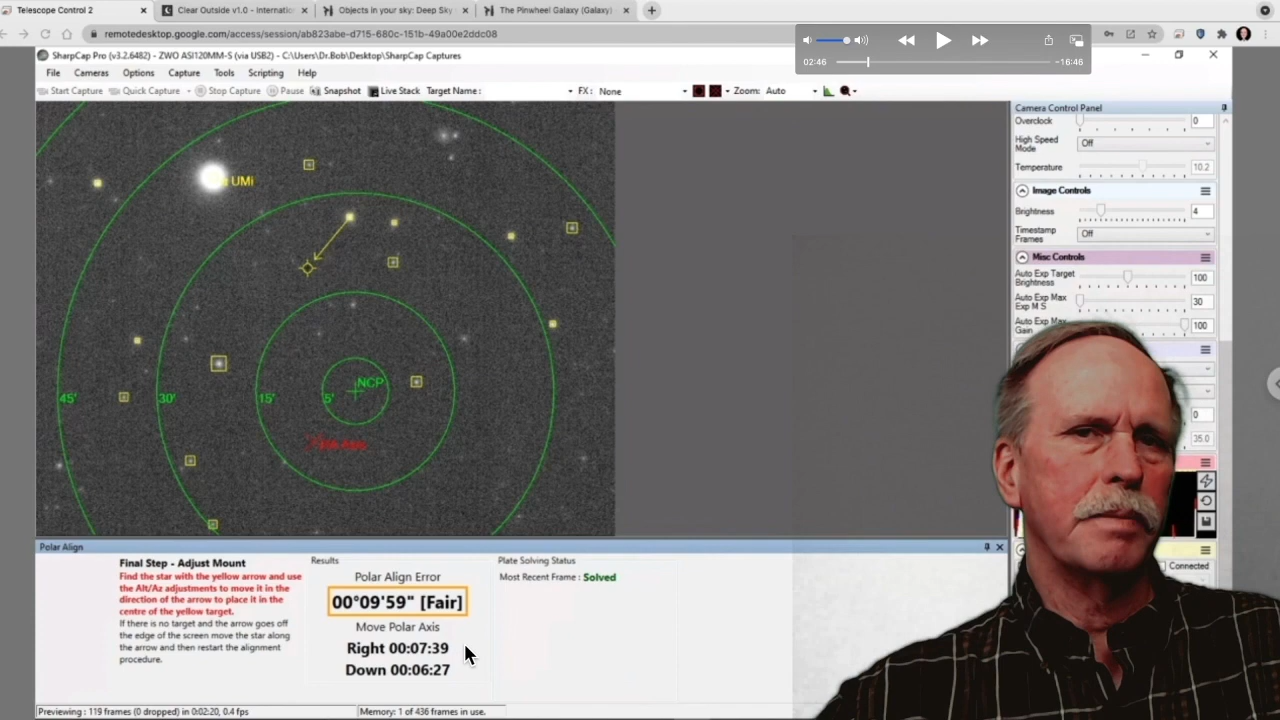 Telescope Control 2
Clear Outside v1.0 - Internatio
Objects in your sky: Deep Sky
The Pinwheel Galaxy (Galaxy)
remotedesktop.google.com/access/session/ab823abe-d715-680c-151b-49a00e2ddc08
02:46
-16:46
SharpCap Pro (v3.2.6482) - ZWO ASI120MM-S (via USB2) - C:\Users\Dr.Bob\Desktop\SharpCap Captures
File Cameras Options Capture Tools Scripting Help
Start Capture Quick Capture Stop Capture Pause Snapshot Live Stack Target Name: FX: None Zoom: Auto
Camera Control Panel
Overclock 0
High Speed
Mode Off
Temperature 10.2
Image Controls
Brightness 4
Timestamp
Frames Off
Misc Controls
Auto Exp Target
Brightness 100
Auto Exp Max
Exp M S 30
Auto Exp Max
Gain 100
0
35.0
Connected
UMi
NCP
45' 30' 15' 5'
Polar Align
Final Step - Adjust Mount
Find the star with the yellow arrow and use
the Alt/Az adjustments to move it in the
direction of the arrow to place it in the
centre of the yellow target.
If there is no target and the arrow goes off
the edge of the screen move the star along
the arrow and then restart the alignment
procedure.
Results
Polar Align Error
00°09'59" [Fair]
Move Polar Axis
Right 00:07:39
Down 00:06:27
Plate Solving Status
Most Recent Frame : Solved
Previewing : 119 frames (0 dropped) in 0:02:20, 0.4 fps
Memory: 1 of 436 frames in use.